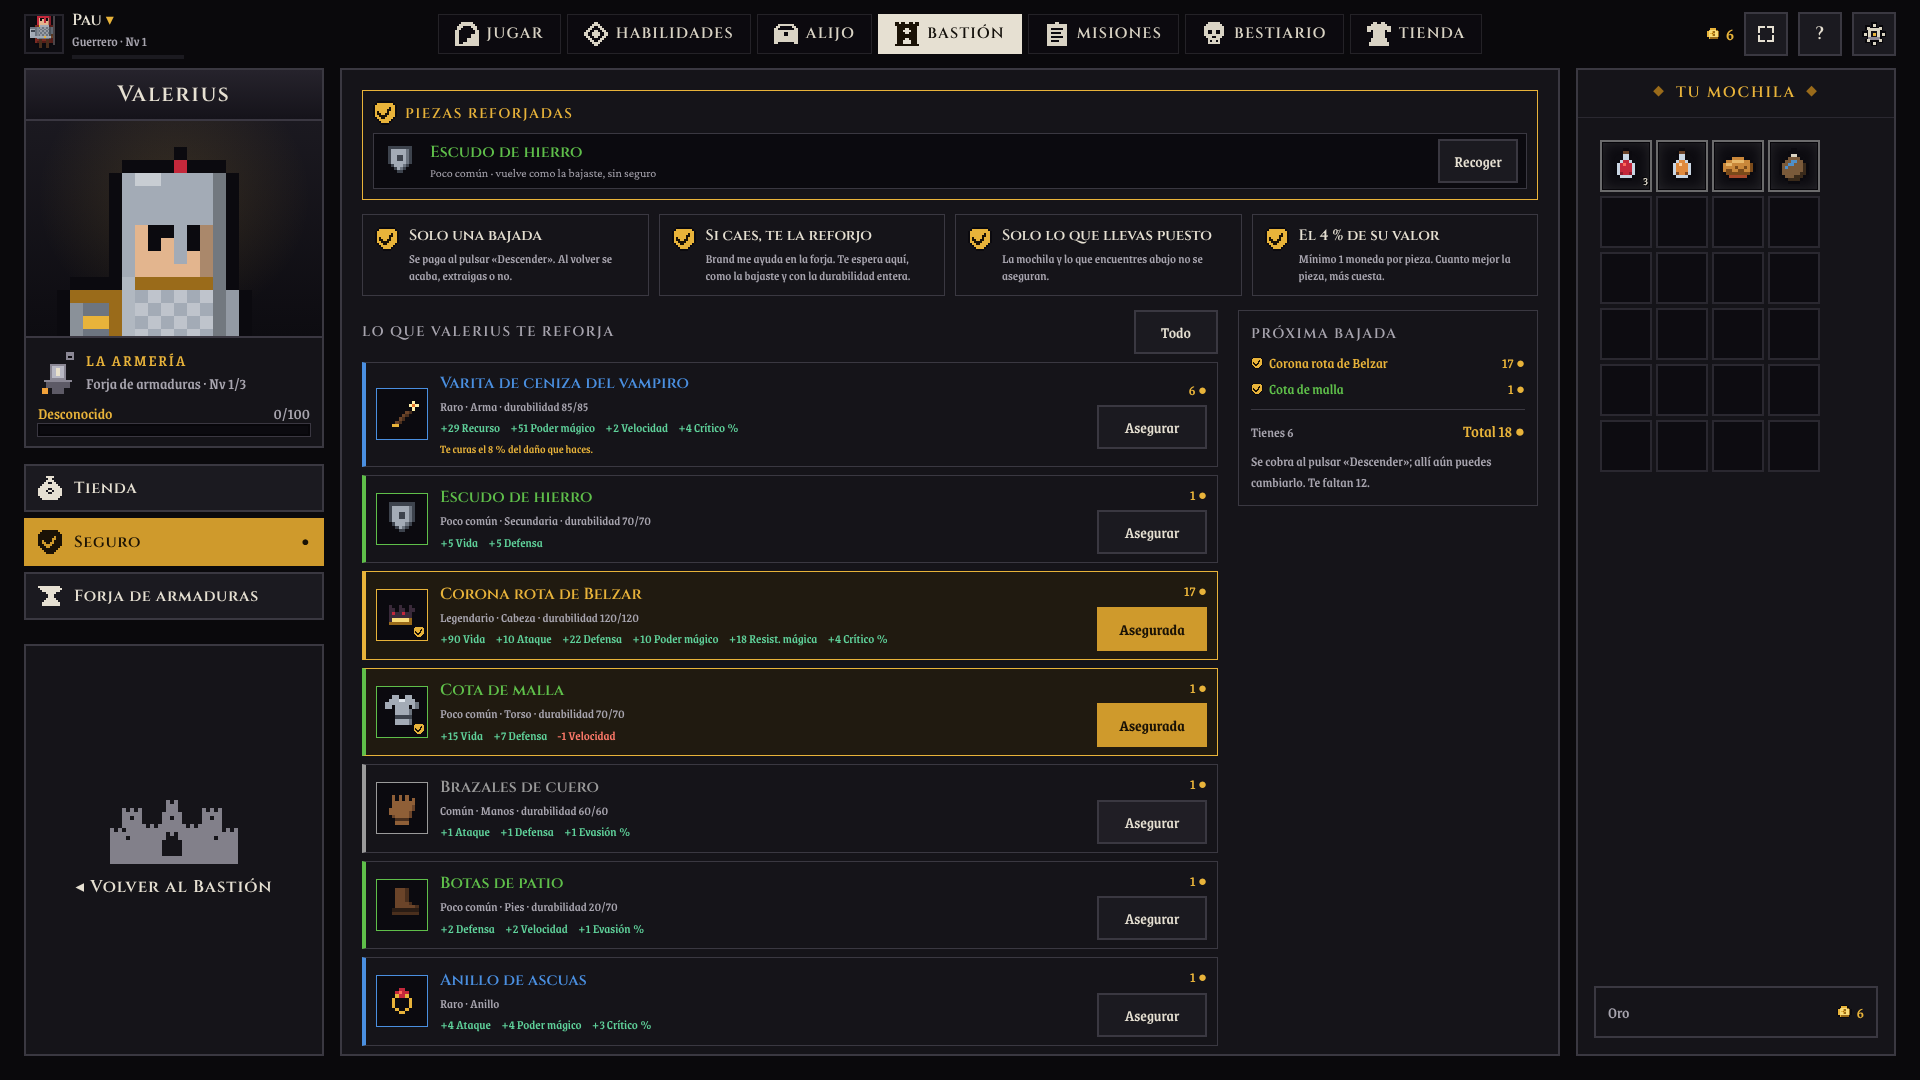 Pau ▾
Guerrero · Nv 1
JUGAR
HABILIDADES
ALIJO
BASTIÓN
MISIONES
BESTIARIO
TIENDA
6
?
VALERIUS
LA ARMERÍA
Forja de armaduras · Nv 1/3
Desconocido 0/100
TIENDA
SEGURO
FORJA DE ARMADURAS
◂ VOLVER AL BASTIÓN
PIEZAS REFORJADAS
ESCUDO DE HIERRO
Poco común · vuelve como la bajaste, sin seguro
Recoger
SOLO UNA BAJADA
Se paga al pulsar «Descender». Al volver se
acaba, extraigas o no.
SI CAES, TE LA REFORJO
Brand me ayuda en la forja. Te espera aquí,
como la bajaste y con la durabilidad entera.
SOLO LO QUE LLEVAS PUESTO
La mochila y lo que encuentres abajo no se
aseguran.
EL 4 % DE SU VALOR
Mínimo 1 moneda por pieza. Cuanto mejor la
pieza, más cuesta.
LO QUE VALERIUS TE REFORJA
Todo
VARITA DE CENIZA DEL VAMPIRO
Raro · Arma · durabilidad 85/85
+29 Recurso +51 Poder mágico +2 Velocidad +4 Crítico %
Te curas el 8 % del daño que haces.
6
Asegurar
ESCUDO DE HIERRO
Poco común · Secundaria · durabilidad 70/70
+5 Vida +5 Defensa
1
Asegurar
CORONA ROTA DE BELZAR
Legendario · Cabeza · durabilidad 120/120
+90 Vida +10 Ataque +22 Defensa +10 Poder mágico +18 Resist. mágica +4 Crítico %
17
Asegurada
COTA DE MALLA
Poco común · Torso · durabilidad 70/70
+15 Vida +7 Defensa -1 Velocidad
1
Asegurada
BRAZALES DE CUERO
Común · Manos · durabilidad 60/60
+1 Ataque +1 Defensa +1 Evasión %
1
Asegurar
BOTAS DE PATIO
Poco común · Pies · durabilidad 20/70
+2 Defensa +2 Velocidad +1 Evasión %
1
Asegurar
ANILLO DE ASCUAS
Raro · Anillo
+4 Ataque +4 Poder mágico +3 Crítico %
1
Asegurar
PRÓXIMA BAJADA
Corona rota de Belzar 17
Cota de malla 1
Tienes 6 Total 18
Se cobra al pulsar «Descender»; allí aún puedes
cambiarlo. Te faltan 12.
TU MOCHILA
3
Oro 6